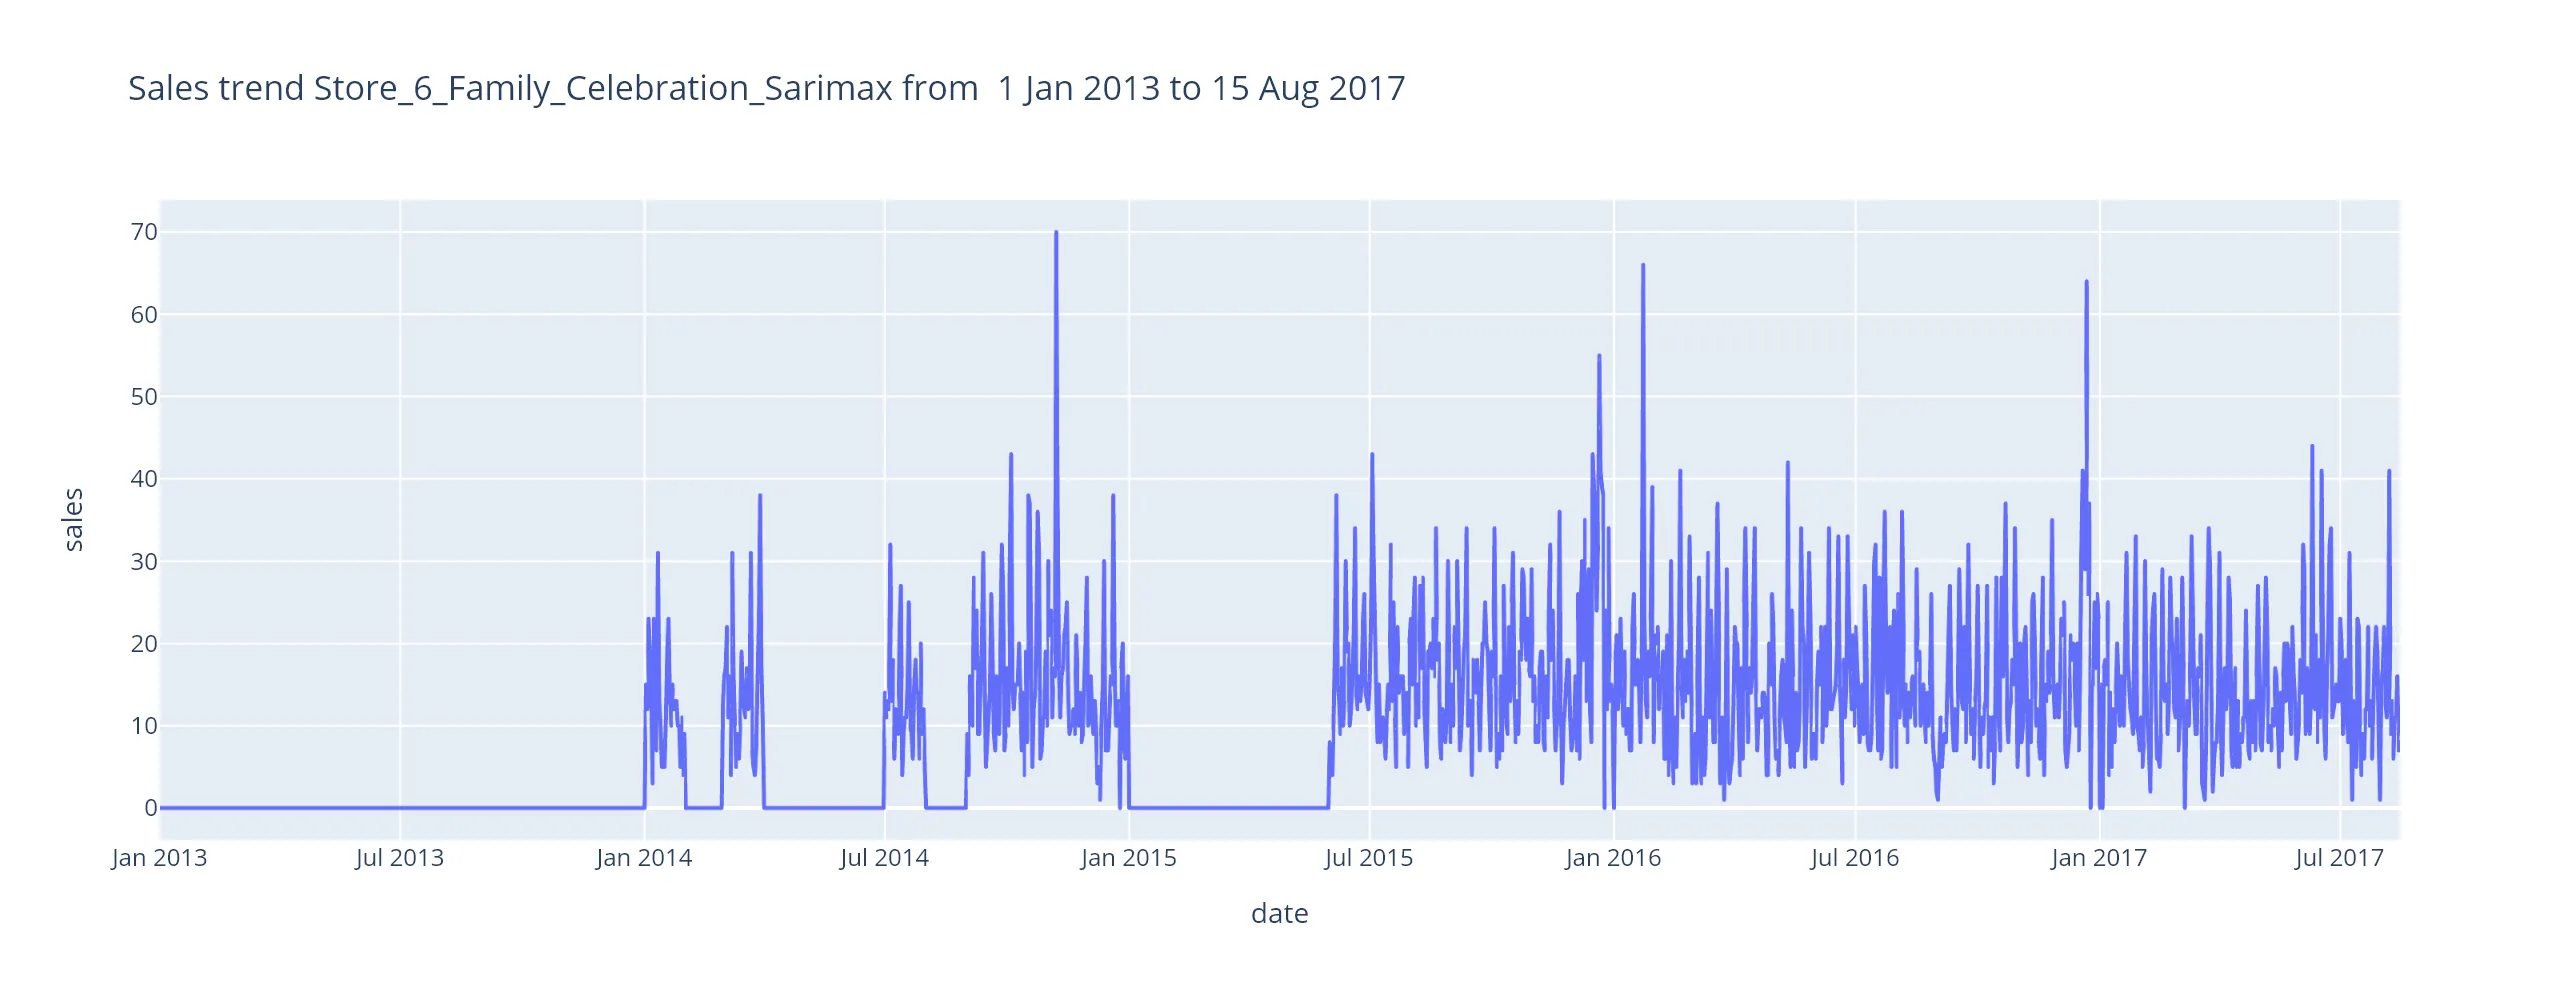 Sales trend Store_6_Family_Celebration_Sarimax from  1 Jan 2013 to 15 Aug 2017
70
60
50
40
30
20
10
0
sales
Jan 2013 Jul 2013 Jan 2014 Jul 2014 Jan 2015 Jul 2015 Jan 2016 Jul 2016 Jan 2017 Jul 2017
date